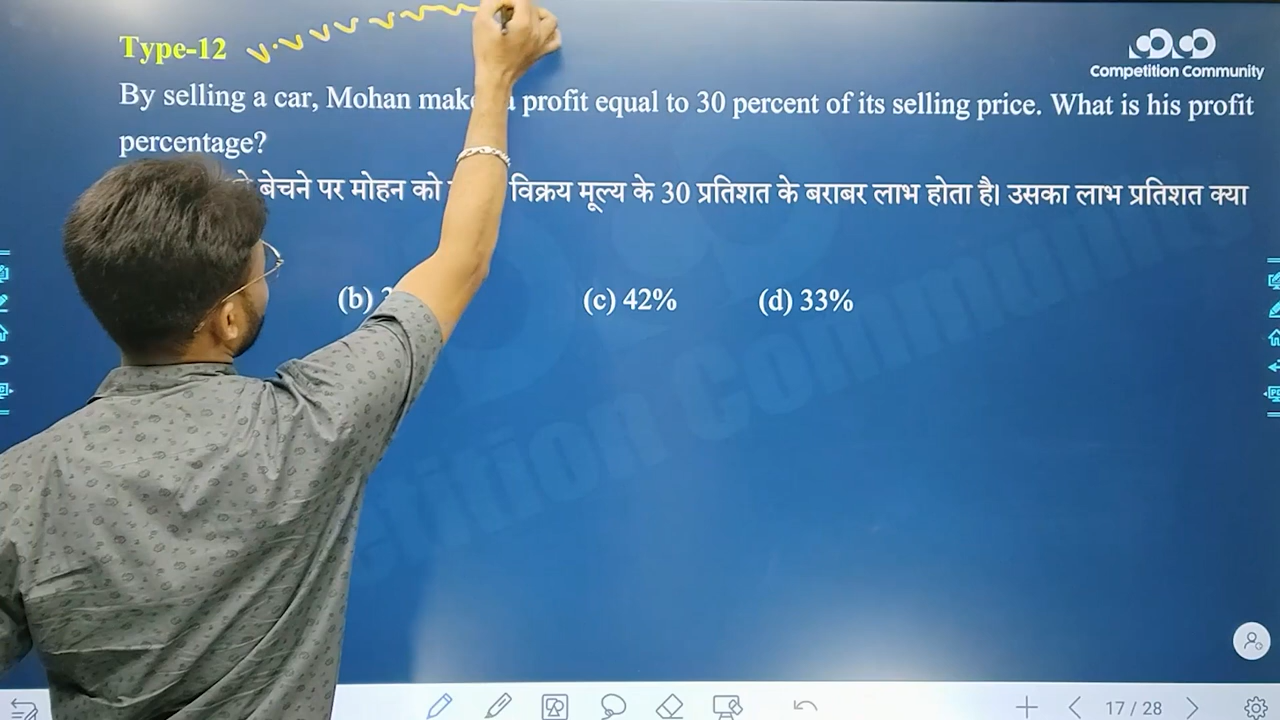 Type-12
Competition Community
By selling a car, Mohan profit equal to 30 percent of its selling price. What is his profit
percentage?
बेचने पर मोहन को विक्रय मूल्य के 30 प्रतिशत के बराबर लाभ होता है। उसका लाभ प्रतिशत क्या
(b) (c) 42% (d) 33%
Community
17 / 28